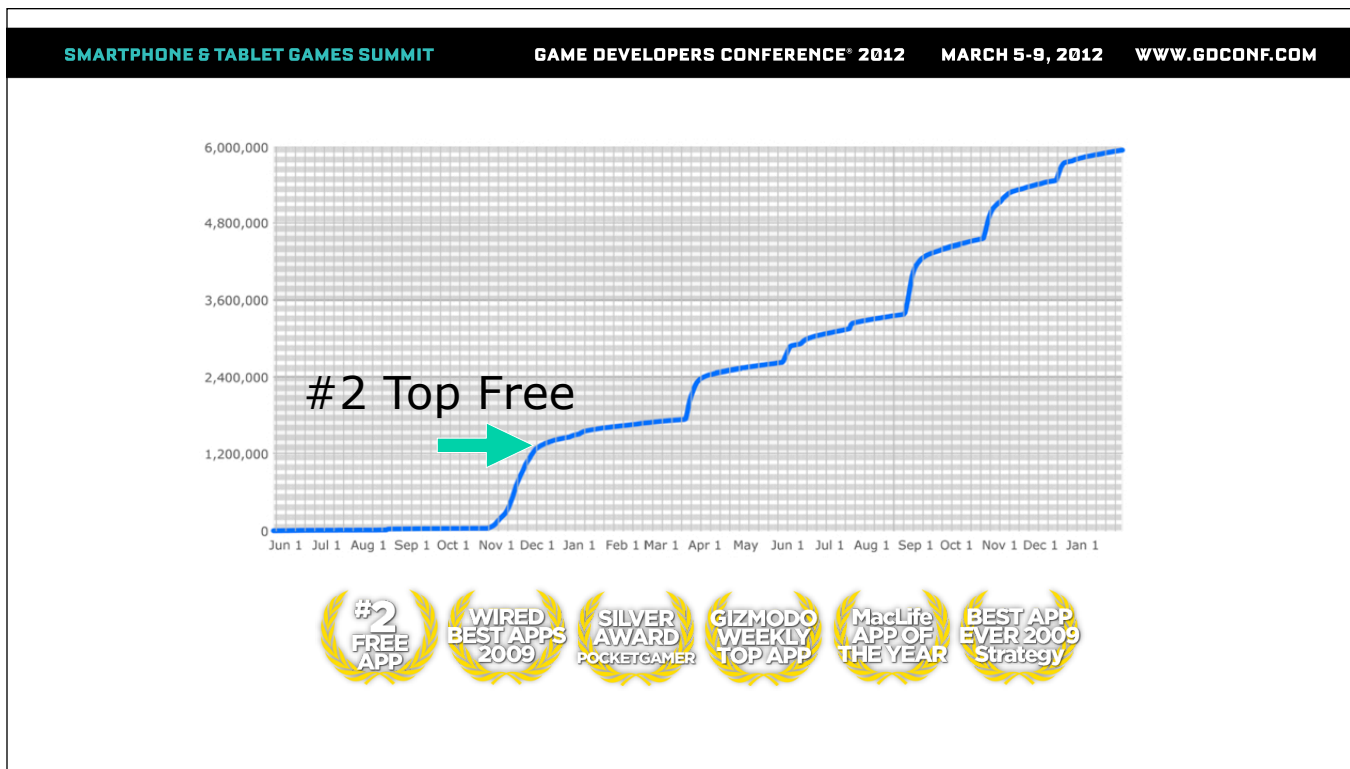 SMARTPHONE & TABLET GAMES SUMMIT GAME DEVELOPERS CONFERENCE® 2012 MARCH 5-9, 2012 WWW.GDCONF.COM
6,000,000
4,800,000
3,600,000
2,400,000
#2 Top Free
1,200,000
0
Jun 1 Jul 1 Aug 1 Sep 1 Oct 1 Nov 1 Dec 1 Jan 1 Feb 1 Mar 1 Apr 1 May Jun 1 Jul 1 Aug 1 Sep 1 Oct 1 Nov 1 Dec 1 Jan 1
#2
FREE
APP
WIRED
BEST APPS
2009
SILVER
AWARD
POCKETGAMER
GIZMODO
WEEKLY
TOP APP
MacLife
APP OF
THE YEAR
BEST APP
EVER 2009
Strategy